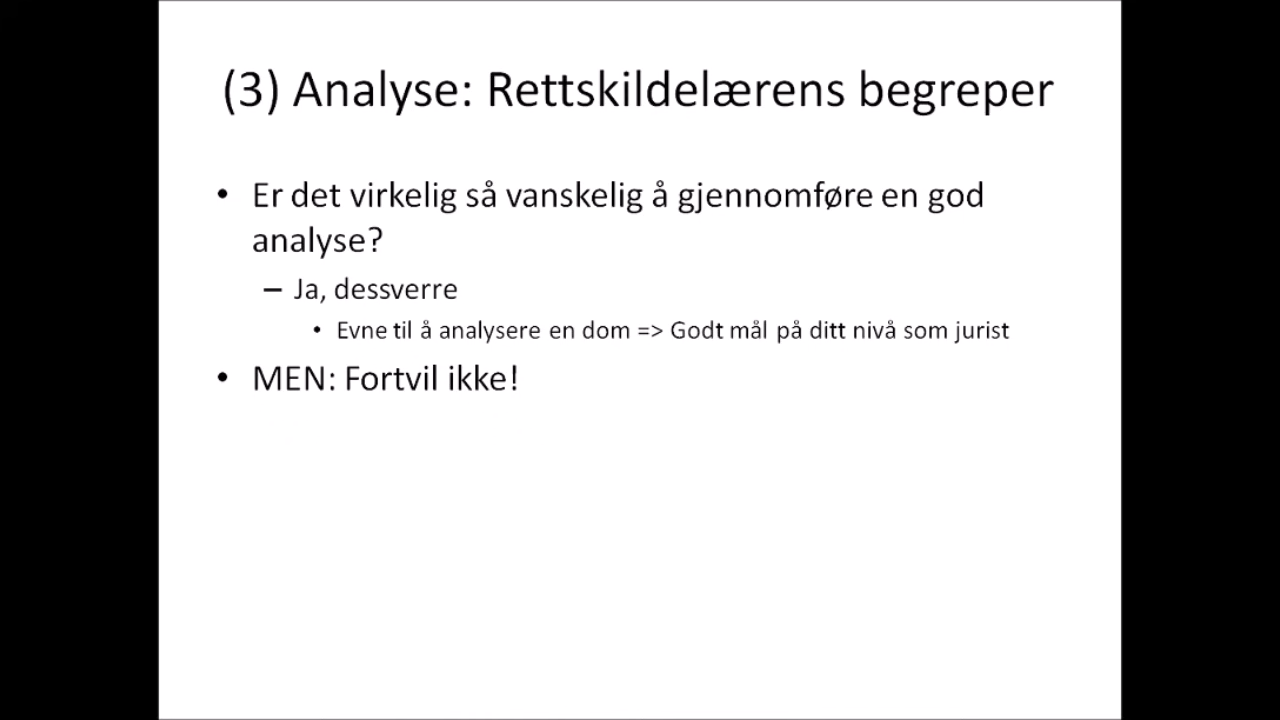 (3) Analyse: Rettskildelærens begreper
• Er det virkelig så vanskelig å gjennomføre en god
analyse?
– Ja, dessverre
• Evne til å analysere en dom => Godt mål på ditt nivå som jurist
• MEN: Fortvil ikke!